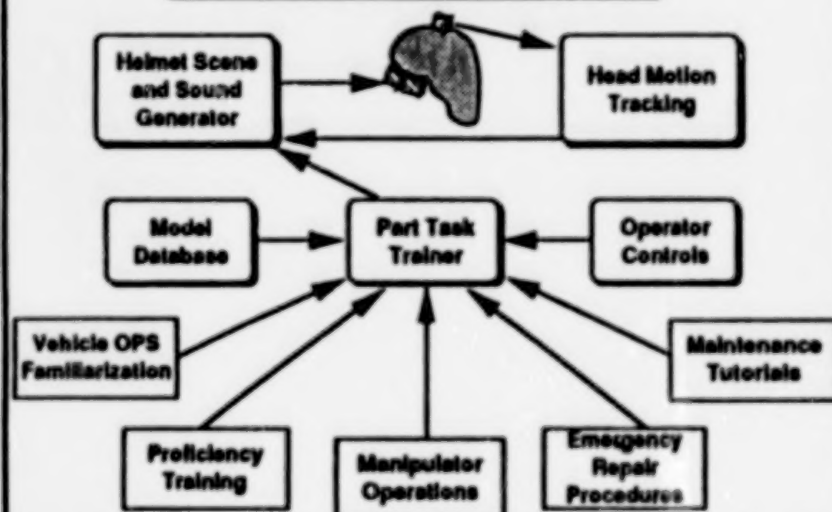 Helmet Scene
and Sound
Generator
Head Motion
Tracking
Model
Database
Part Task
Trainer
Operator
Controls
Vehicle OPS
Familiarization
Maintenance
Tutorials
Proficiency
Training
Manipulator
Operations
Emergency
Repair
Procedures